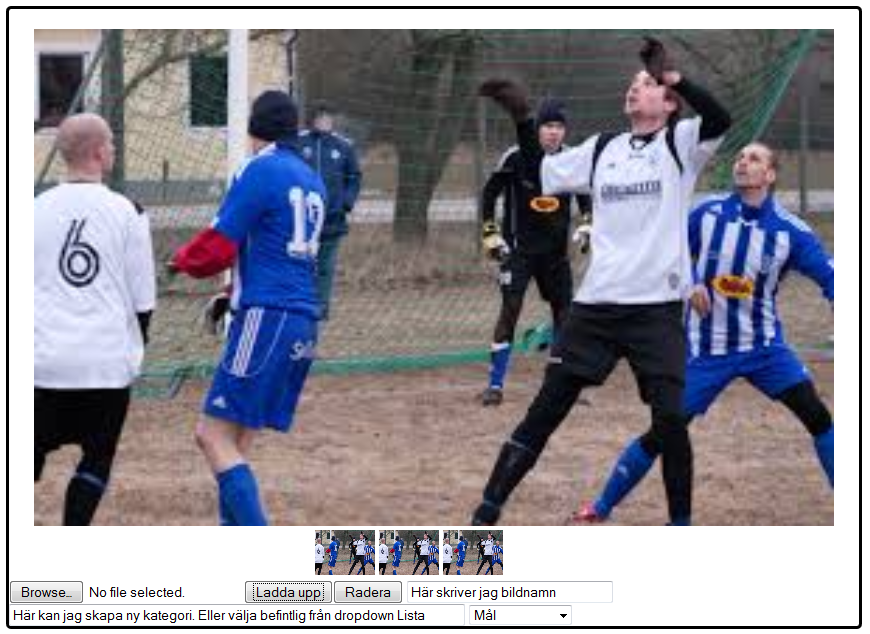 6
Browse..
No file selected.
Ladda upp
Radera
Här skriver jag bildnamn
Här kan jag skapa ny kategori. Eller välja befintlig från dropdown Lista
Mål